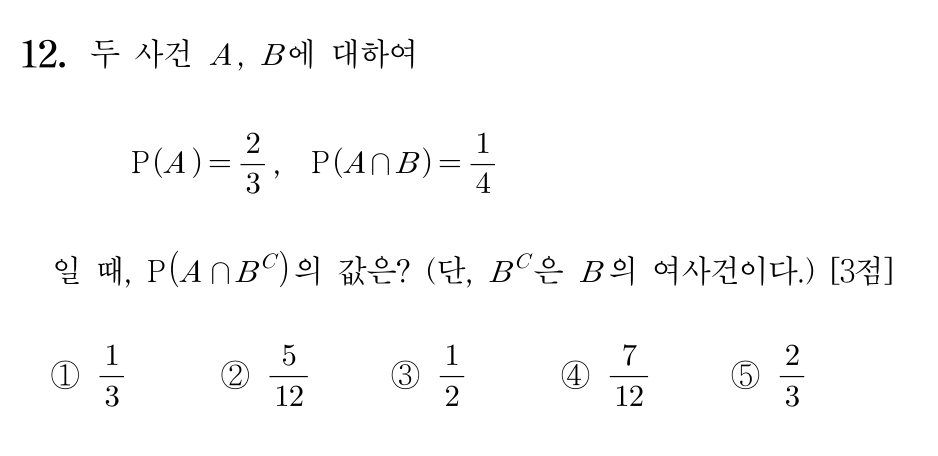 12. 두 사건 A, B에 대하여
P(A)=2/3, P(A∩B)=1/4
일 때, P(A∩B^C)의 값은? (단, B^C은 B의 여사건이다.) [3점]
① 1/3 ② 5/12 ③ 1/2 ④ 7/12 ⑤ 2/3